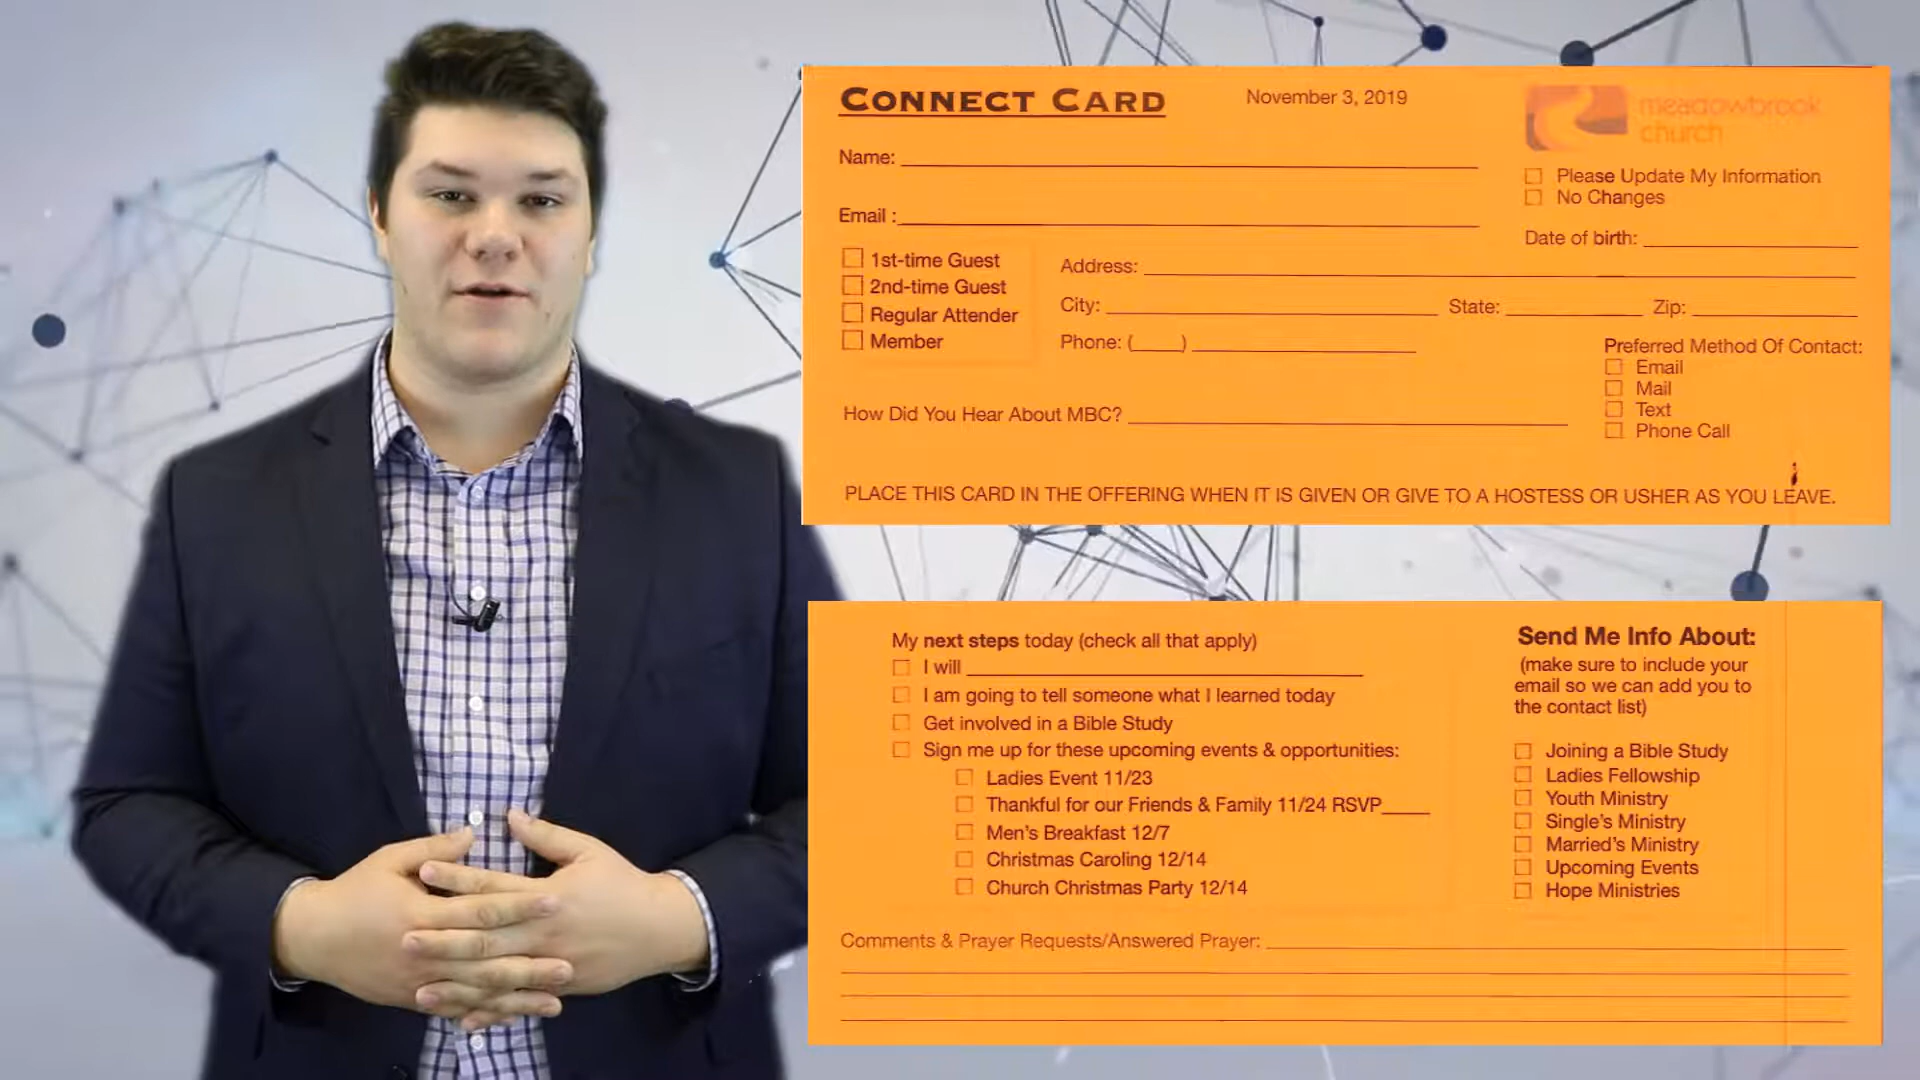 CONNECT CARD
November 3, 2019
meadowbrook
church
Name:
Please Update My Information
No Changes
Email :
Date of birth:
1st-time Guest
2nd-time Guest
Regular Attender
Member
Address:
City:
State:
Zip:
Phone: (____)
Preferred Method Of Contact:
Email
Mail
Text
Phone Call
How Did You Hear About MBC?
PLACE THIS CARD IN THE OFFERING WHEN IT IS GIVEN OR GIVE TO A HOSTESS OR USHER AS YOU LEAVE.
My next steps today (check all that apply)
I will
I am going to tell someone what I learned today
Get involved in a Bible Study
Sign me up for these upcoming events & opportunities:
Ladies Event 11/23
Thankful for our Friends & Family 11/24 RSVP____
Men's Breakfast 12/7
Christmas Caroling 12/14
Church Christmas Party 12/14
Send Me Info About:
(make sure to include your
email so we can add you to
the contact list)
Joining a Bible Study
Ladies Fellowship
Youth Ministry
Single's Ministry
Married's Ministry
Upcoming Events
Hope Ministries
Comments & Prayer Requests/Answered Prayer: